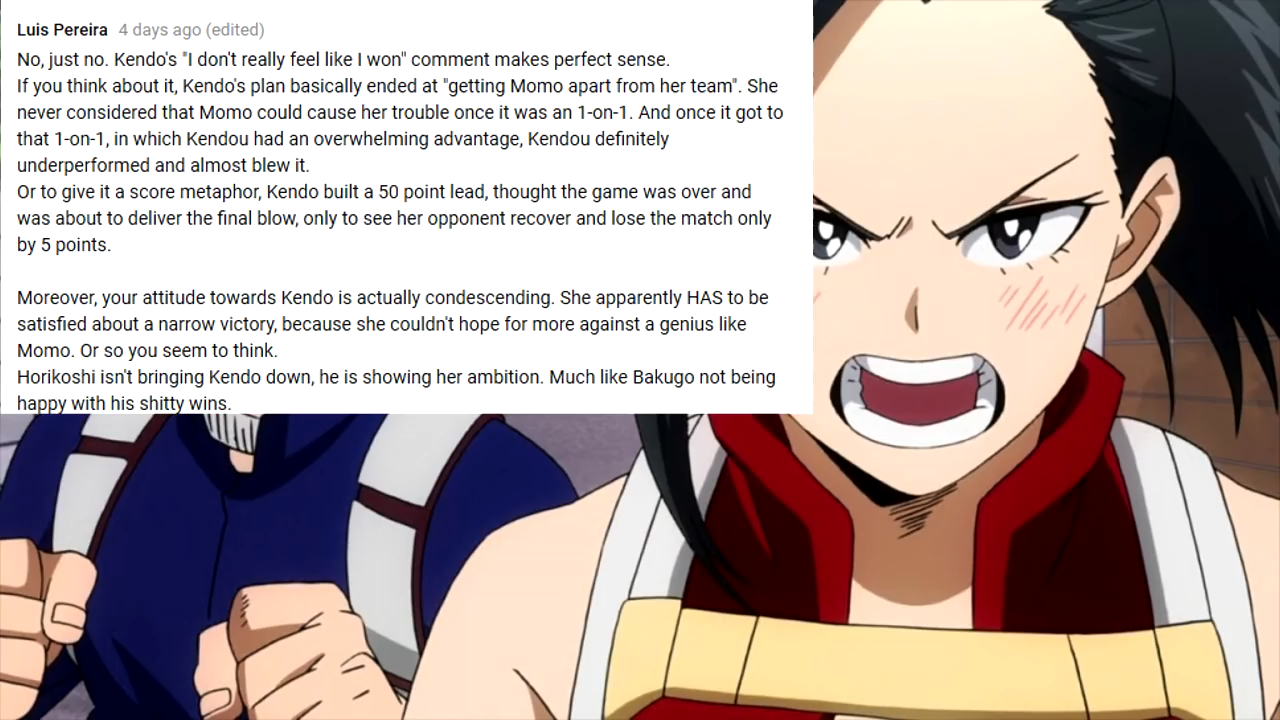 Luis Pereira 4 days ago (edited)
No, just no. Kendo's "I don't really feel like I won" comment makes perfect sense.
If you think about it, Kendo's plan basically ended at "getting Momo apart from her team". She
never considered that Momo could cause her trouble once it was an 1-on-1. And once it got to
that 1-on-1, in which Kendou had an overwhelming advantage, Kendou definitely
underperformed and almost blew it.
Or to give it a score metaphor, Kendo built a 50 point lead, thought the game was over and
was about to deliver the final blow, only to see her opponent recover and lose the match only
by 5 points.
Moreover, your attitude towards Kendo is actually condescending. She apparently HAS to be
satisfied about a narrow victory, because she couldn't hope for more against a genius like
Momo. Or so you seem to think.
Horikoshi isn't bringing Kendo down, he is showing her ambition. Much like Bakugo not being
happy with his shitty wins.